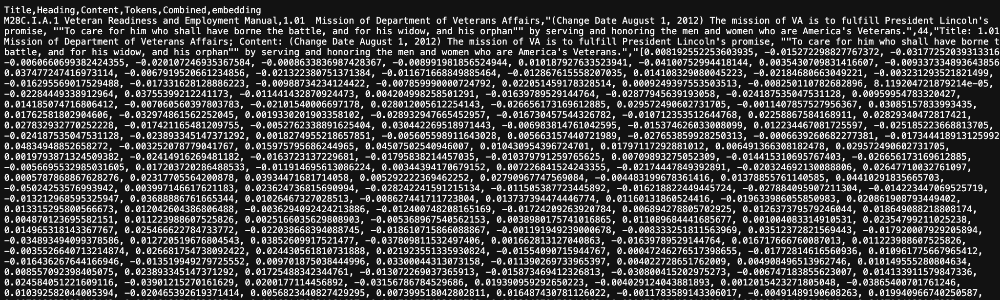 Title,Heading,Content,Tokens,Combined,embedding
M28C.I.A.1 Veteran Readiness and Employment Manual,1.01  Mission of Department of Veterans Affairs,"(Change Date August 1, 2012) The mission of VA is to fulfill President Lincoln's
promise, ""To care for him who shall have borne the battle, and for his widow, and his orphan"" by serving and honoring the men and women who are America's Veterans.",44,"Title: 1.01
Mission of Department of Veterans Affairs; Content: (Change Date August 1, 2012) The mission of VA is to fulfill President Lincoln's promise, ""To care for him who shall have borne t
battle, and for his widow, and his orphan"" by serving and honoring the men and women who are America's Veterans.","[0.008192552253603935, -0.015272298827767372, -0.03177252039313316
-0.0060660699382424355, -0.020107246935367584, -0.0008633836987428367, -0.008991981856524944, 0.010187927633523941, -0.04100752994418144, 0.0035430709831416607, -0.009337334893643856
0.037477247416973114, -0.0067919520661234856, -0.021322380751371384, -0.011671668849885464, -0.012867615558207035, 0.014108329080045223, -0.02184680663049221, -0.003231293521821499,
-0.016295569017529488, -0.017331628128886223, -0.00988734234124422, -0.007859990000724792, 0.022051459178328514, 0.0009249397553503513, -0.008250110782682896, 8.119204721879214e-05,
-0.02284449338912964, 0.03755399212241173, -0.011441432870924473, 0.004204998258501291, -0.01639789529144764, -0.02877945639193058, -0.024187535047531128, 0.00959954783320427,
0.014185074716806412, -0.007060560397803783, -0.02101540006697178, 0.028012005612254143, -0.026656173169612885, 0.029572490602731705, -0.0011407857527956367, 0.03085157833993435,
0.01762581802904606, -0.032974861562252045, 0.0019330201903358102, -0.028932947665452957, -0.016730457544326782, -0.010712353512644768, 0.02258867584168911, 0.02829340472817421,
0.027832932770252228, -0.017421165481209755, -0.0052762338891625404, 0.030442269518971443, -0.006983814761042595, -0.015374626033008099, 0.012234467081725597, -0.025185223668813705,
-0.024187535047531128, -0.023893345147371292, 0.0018274955218657851, -0.005605598911643028, 0.005663157440721989, -0.027653859928250313, -0.0006639260682277381, -0.0173444189131259​92
0.04834948852658272, -0.003252078779041767, 0.015975795686244965, 0.04507502540946007, 0.010430954396724701, 0.01797117292881012, 0.006491366308182478, 0.029572490602731705,
0.0019793871324509382, -0.02414916269481182, -0.0163723137229681, -0.01795838214457035, -0.010379791259765625, 0.00709893275052309, -0.014415310695767403, -0.026656173169612885,
-0.0056695532985031605, 0.017203720286488533, -0.011914695613086224, 0.00344394170679152, 0.007226841524243355, -0.02174447849392891, -0.020324692130088806, 0.02647710032761097,
0.0005787868867628276, 0.02317705564200878, 0.03934471681714058, 0.005292222369462252, 0.02790967747569084, -0.004483199678361416, 0.01378855761140585, 0.04410291835665703,
-0.05024253576993942, 0.003997146617621183, 0.023624736815690994, -0.028242241591215134, -0.011505387723445892, -0.016218822449445724, -0.027884095907211304, -0.014223447069525719,
-0.013212968595325947, 0.03688886761665344, 0.01026467327028513, -0.008627441711723804, 0.013737394474446774, 0.01160131860524416, -0.019633986055850983, 0.020861908793449402,
0.013315295800566673, 0.012042604386806488, -0.0036294092424213886, -0.012400748208165169, -0.01724209263920784, 0.006894278805702925, 0.012637379579246044, 0.018649088218808174,
0.004870123695582151, 0.011223988607525826, 0.0025166035629808903, -0.005368967540562153, 0.0038980175741016865, 0.011089684441685677, 0.001004083314910531, 0.02354799211025238,
0.014965318143367767, 0.025466622784733772, -0.022038668394088745, -0.018610715866088867, -0.001191949239000678, -0.008333251811563969, 0.03512372821569443, -0.017920007929205894,
-0.034893494099378586, 0.012720519676804543, 0.03852609917521477, -0.037809811532497406, 0.001662813127040863, -0.01639789529144764, 0.016717666760087013, 0.011223988607525826,
-0.0035526640713214874, 0.026681754738092422, 0.024430561810731888, 0.021923551335930824, -0.01554090715944767, 0.00047246276517398655, -0.01772814616560936, 0.010961775667965412,
-0.016436267644166946, -0.013519949279725552, 0.009701875038444996, 0.03300044313073158, -0.011390269733965397, 0.004022728651762009, 0.004908496513962746, 0.010149555280804634,
0.008557092398405075, 0.023893345147371292, 0.01725488342344761, -0.013072269037365913, -0.015873469412326813, -0.030800415202975273, -0.006747183855623007, 0.014133911579847336,
0.024584051221609116, -0.03901215270161629, 0.0200177114456892, -0.03156786784529686, 0.019390959292650223, -0.004029124043881893, 0.0012015423271805048, -0.03865400701761246,
0.010392582044005394, -0.020465392619371414, 0.0056823440827429295, 0.007399518042802811, 0.016487430781126022, -0.001178358914330601​7, -0.00491489190608263, 0.019940966740250587,